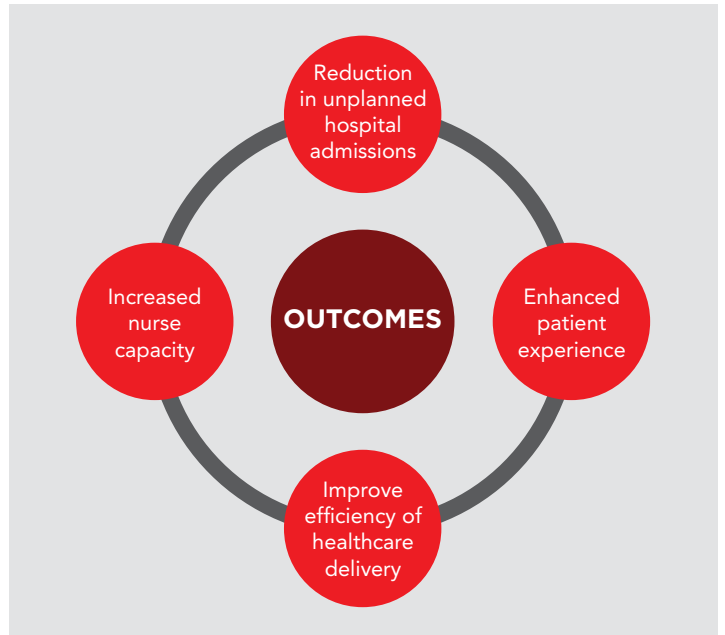 Reduction
in unplanned
hospital
admissions
Increased
nurse
capacity
OUTCOMES
Enhanced
patient
experience
Improve
efficiency of
healthcare
delivery